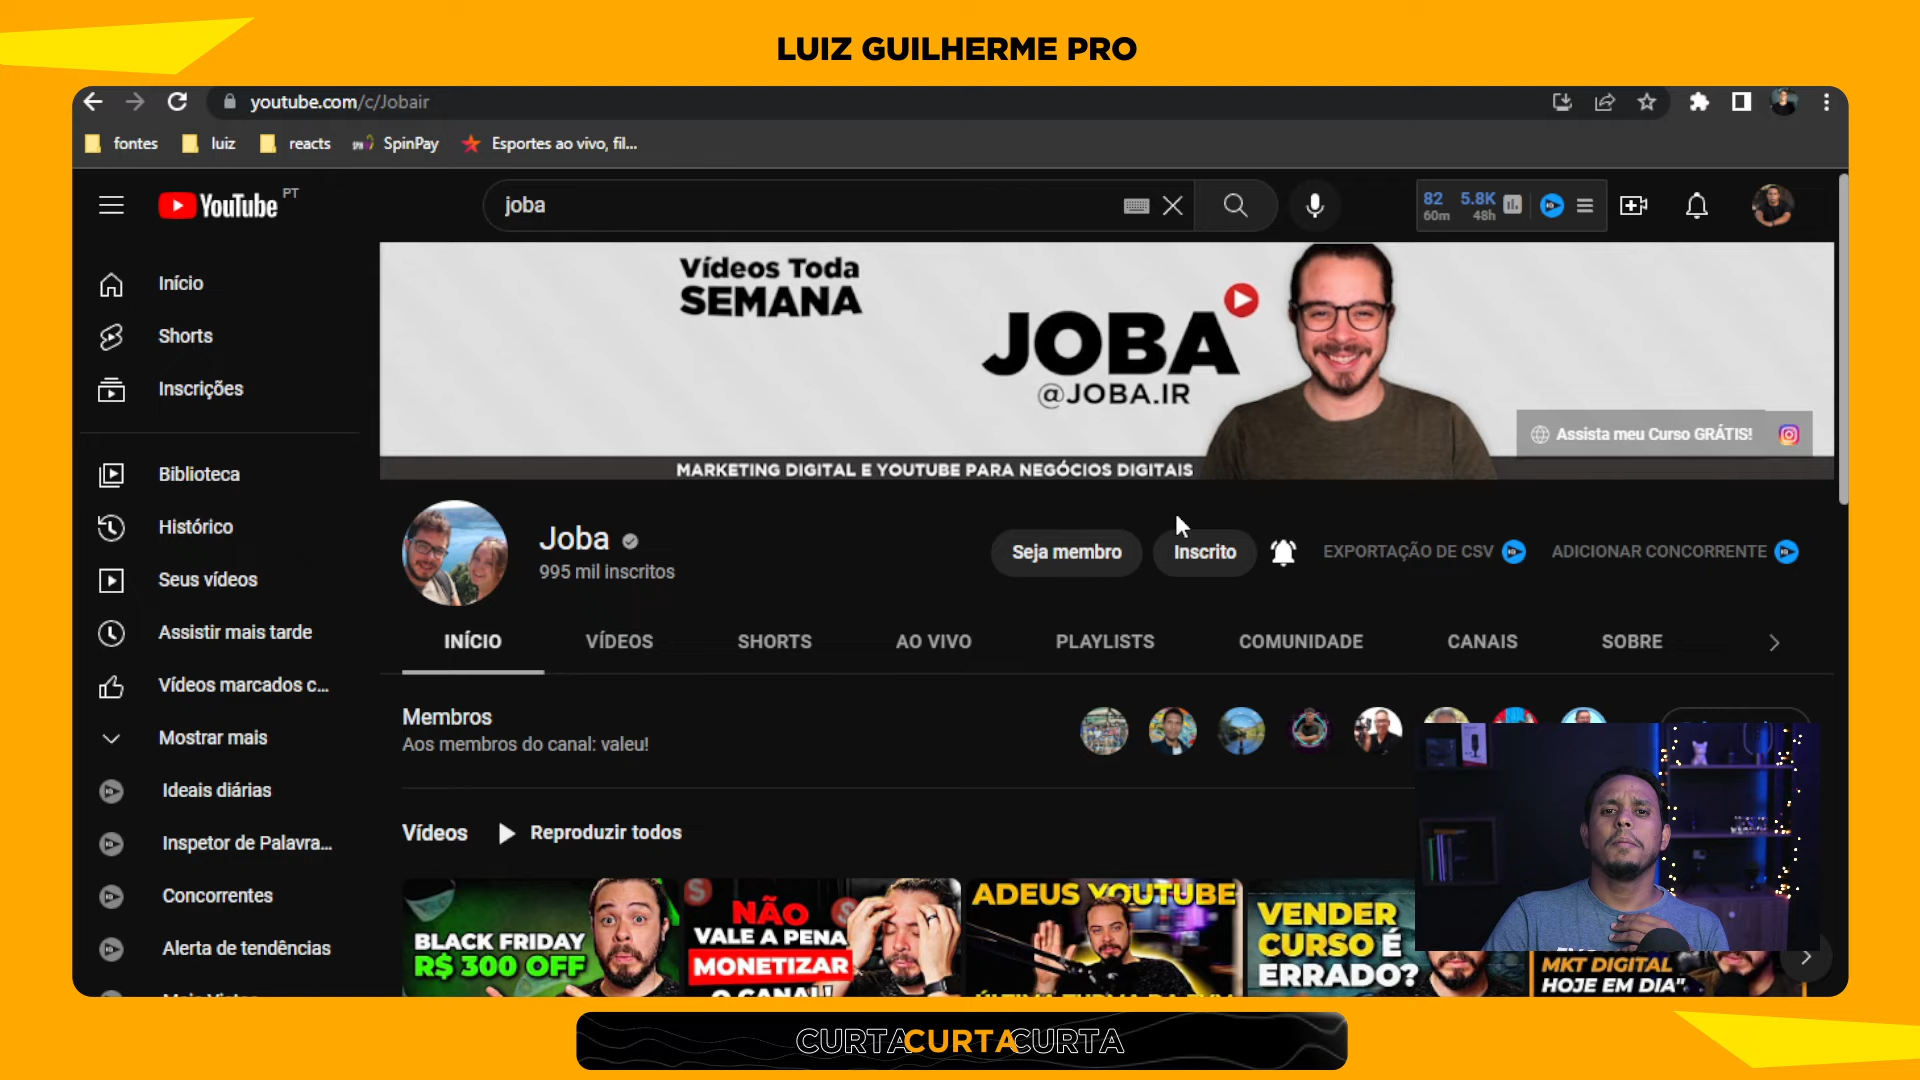 LUIZ GUILHERME PRO
youtube.com/c/Jobair
fontes
luiz
reacts
SpinPay
Esportes ao vivo, fil...
YouTube PT
joba
82 5.8K
60m 48h
Início
Shorts
Inscrições
Biblioteca
Histórico
Seus vídeos
Assistir mais tarde
Vídeos marcados c...
Mostrar mais
Ideais diárias
Inspetor de Palavra...
Concorrentes
Alerta de tendências
Vídeos Toda
SEMANA
JOBA
@JOBA.IR
Assista meu Curso GRÁTIS!
MARKETING DIGITAL E YOUTUBE PARA NEGÓCIOS DIGITAIS
Joba
995 mil inscritos
Seja membro
Inscrito
EXPORTAÇÃO DE CSV
ADICIONAR CONCORRENTE
INÍCIO
VÍDEOS
SHORTS
AO VIVO
PLAYLISTS
COMUNIDADE
CANAIS
SOBRE
Membros
Aos membros do canal: valeu!
Vídeos
Reproduzir todos
BLACK FRIDAY
R$ 300 OFF
NÃO
VALE A PENA
MONETIZAR
O CANAL!
ADEUS YOUTUBE
VENDER
CURSO É
ERRADO?
MKT DIGITAL
HOJE EM DIA"
CURTA CURTA CURTA